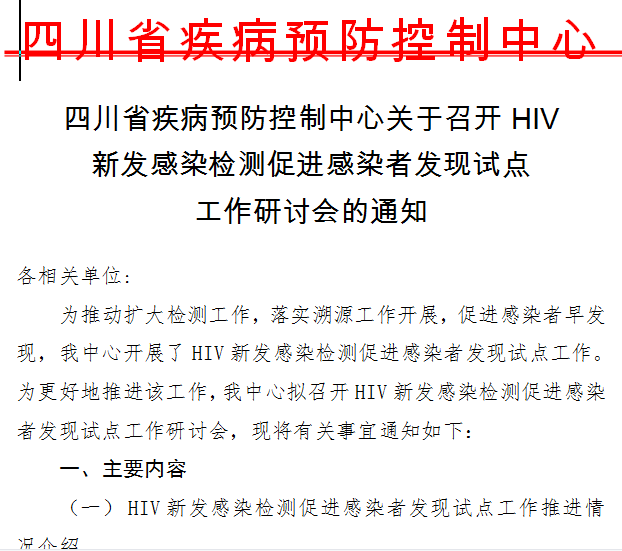 四川省疾病预防控制中心
四川省疾病预防控制中心关于召开 HIV
新发感染检测促进感染者发现试点
工作研讨会的通知
各相关单位：
为推动扩大检测工作，落实溯源工作开展，促进感染者早发
现，我中心开展了 HIV 新发感染检测促进感染者发现试点工作。
为更好地推进该工作，我中心拟召开 HIV 新发感染检测促进感染
者发现试点工作研讨会，现将有关事宜通知如下：
一、主要内容
（一）HIV 新发感染检测促进感染者发现试点工作推进情
况介绍